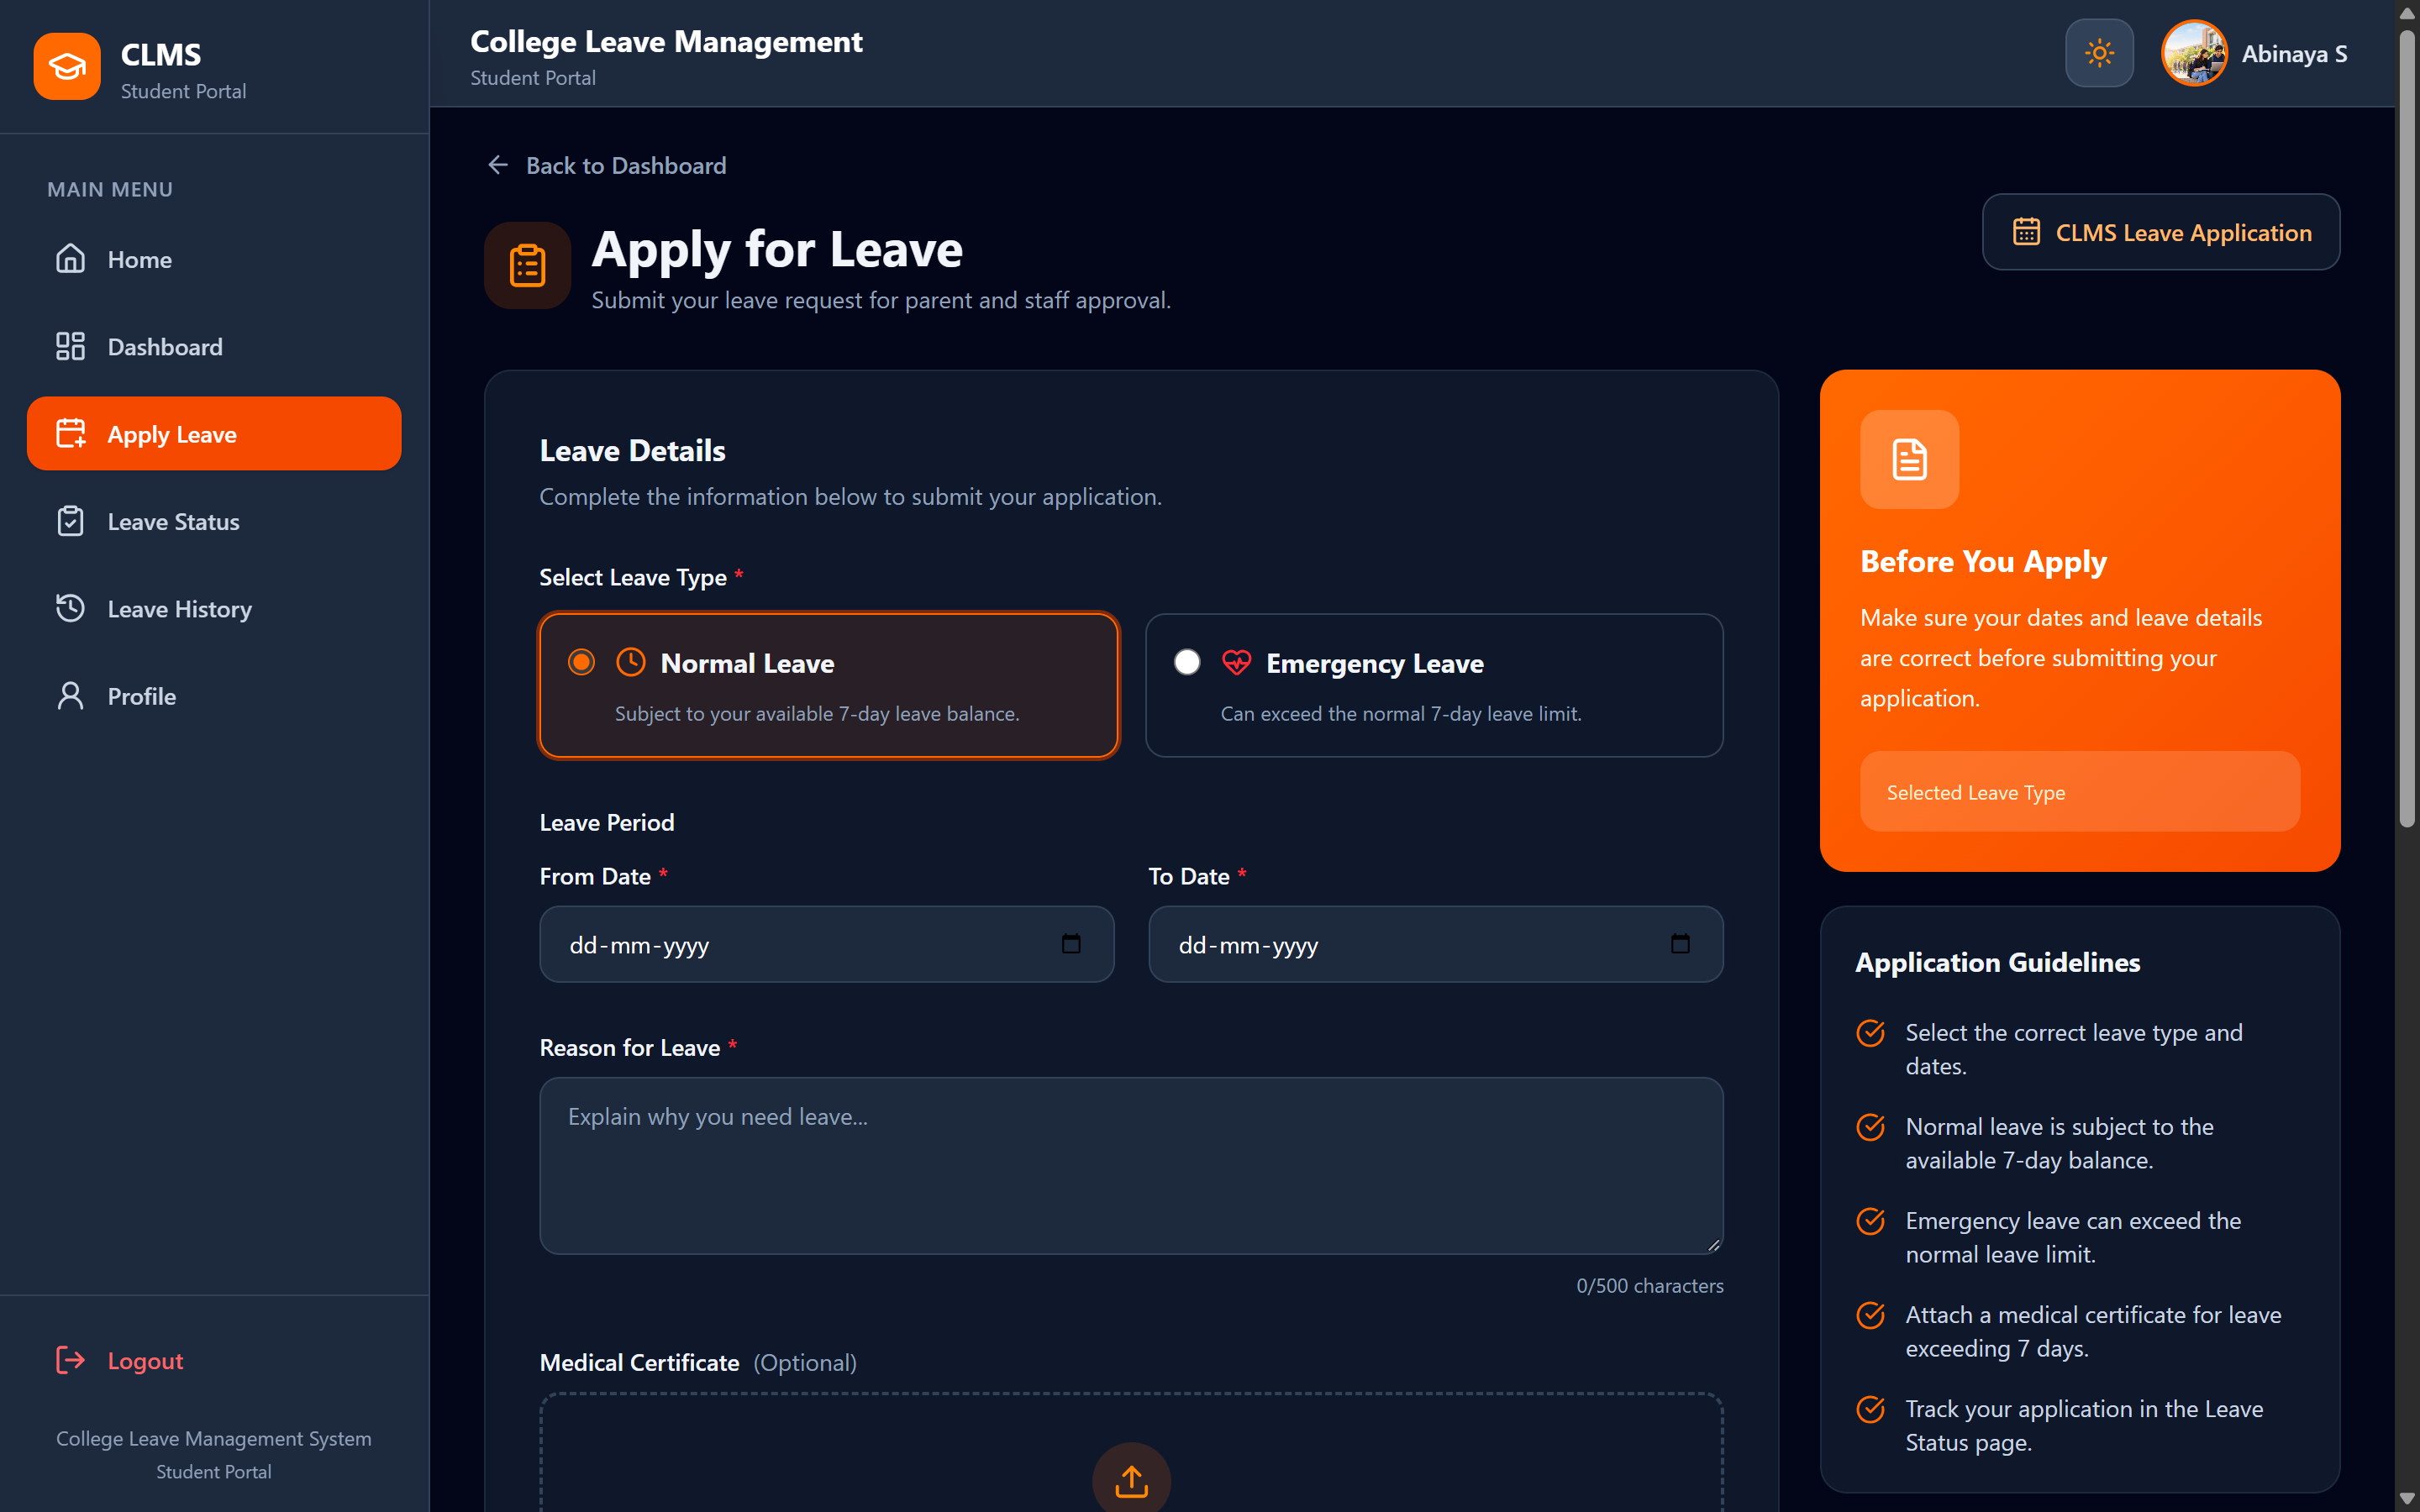 CLMS
Student Portal
MAIN MENU
Home
Dashboard
Apply Leave
Leave Status
Leave History
Profile
Logout
College Leave Management System
Student Portal
College Leave Management
Student Portal
Abinaya S
Back to Dashboard
Apply for Leave
Submit your leave request for parent and staff approval.
CLMS Leave Application
Leave Details
Complete the information below to submit your application.
Select Leave Type *
Normal Leave
Subject to your available 7-day leave balance.
Emergency Leave
Can exceed the normal 7-day leave limit.
Leave Period
From Date *
To Date *
dd-mm-yyyy
dd-mm-yyyy
Reason for Leave *
Explain why you need leave...
0/500 characters
Medical Certificate (Optional)
Before You Apply
Make sure your dates and leave details
are correct before submitting your
application.
Selected Leave Type
Application Guidelines
Select the correct leave type and
dates.
Normal leave is subject to the
available 7-day balance.
Emergency leave can exceed the
normal leave limit.
Attach a medical certificate for leave
exceeding 7 days.
Track your application in the Leave
Status page.